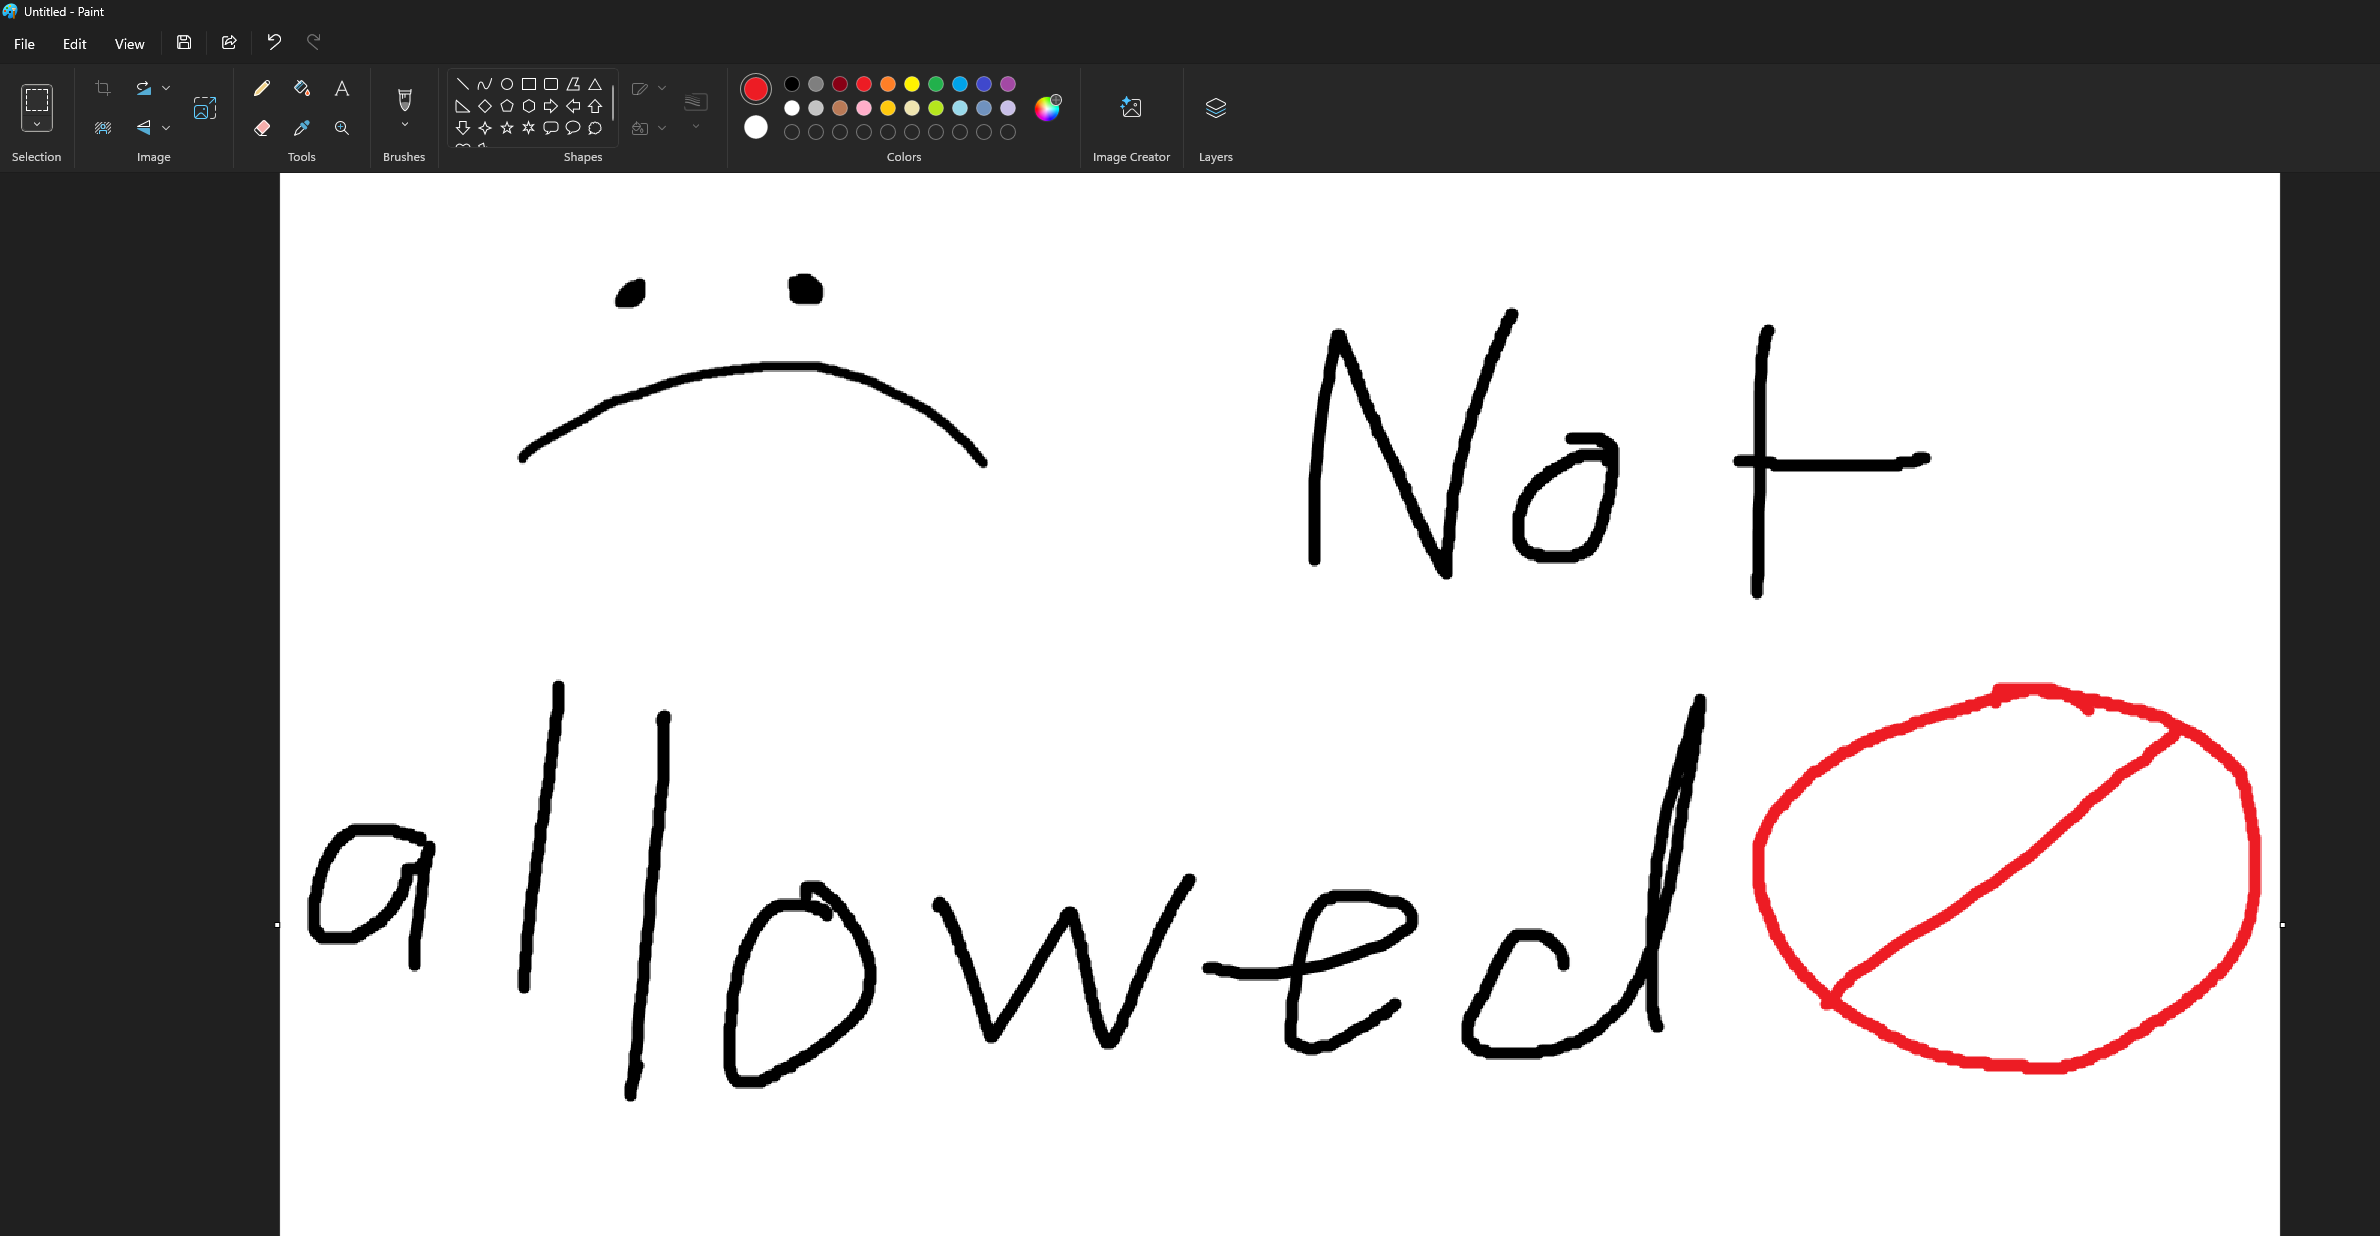 Untitled - Paint
File Edit View
Selection Image Tools Brushes Shapes Colors Image Creator Layers
Not
allowed